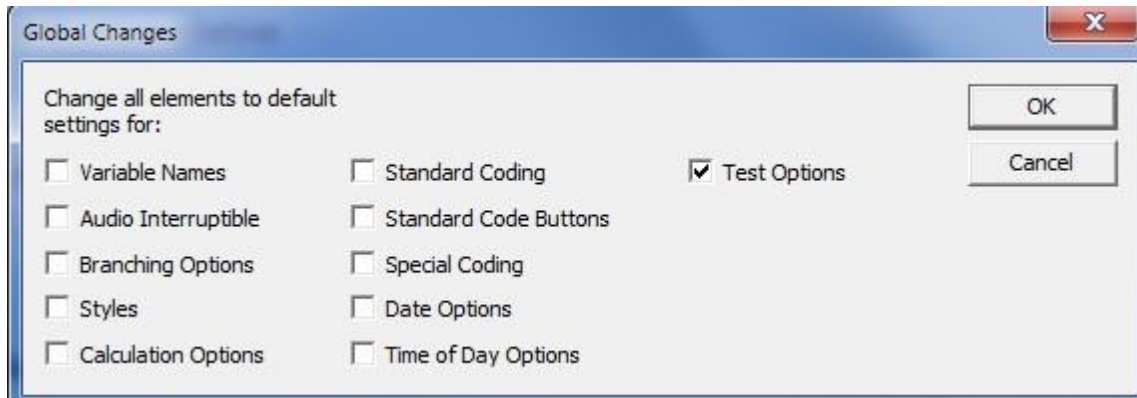 Global Changes
Change all elements to default
settings for:
OK
Cancel
Variable Names
Standard Coding
Test Options
Audio Interruptible
Standard Code Buttons
Branching Options
Special Coding
Styles
Date Options
Calculation Options
Time of Day Options